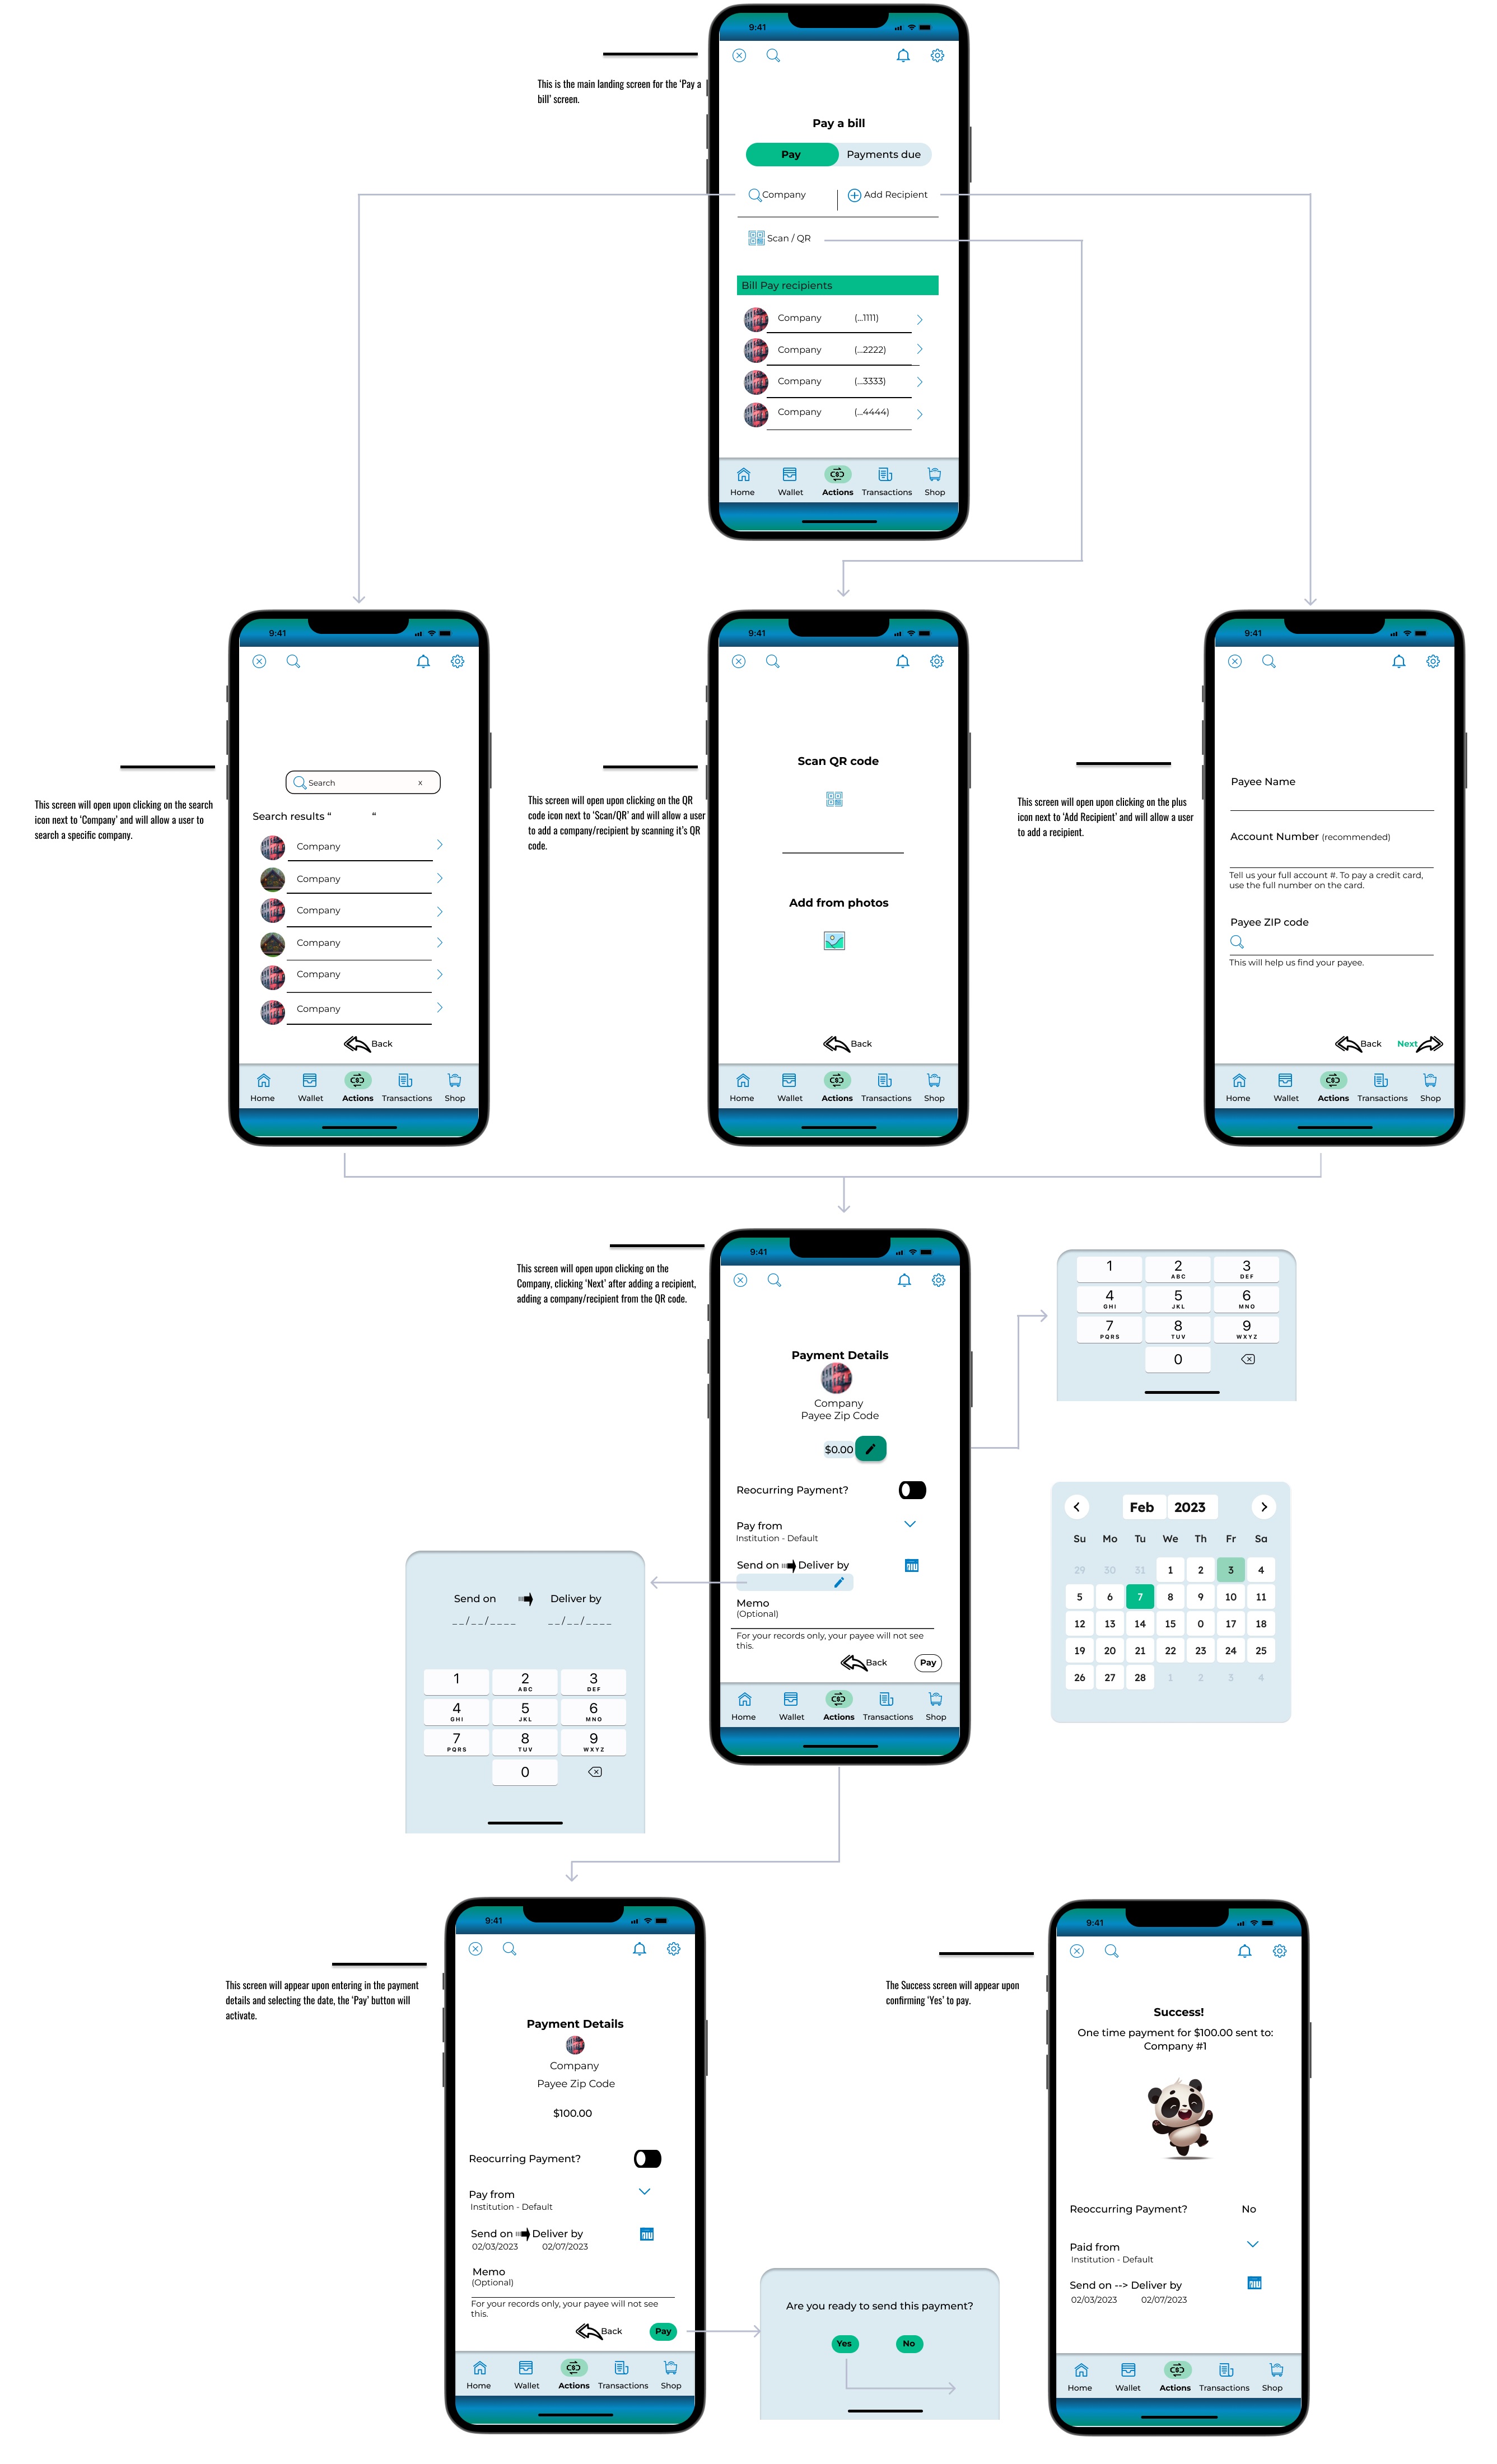 9:41
This is the main landing screen for the ‘Pay a
bill’ screen.
Pay a bill
Pay
Payments due
Company
Add Recipient
Scan / QR
Bill Pay recipients
Company (...1111)
Company (...2222)
Company (...3333)
Company (...4444)
Home Wallet Actions Transactions Shop
9:41
This screen will open upon clicking on the search
icon next to ‘Company’ and will allow a user to
search a specific company.
Search x
Search results “ “
Company
Company
Company
Company
Company
Company
Back
Home Wallet Actions Transactions Shop
9:41
This screen will open upon clicking on the QR
code icon next to ‘Scan/QR’ and will allow a user
to add a company/recipient by scanning it’s QR
code.
Scan QR code
Add from photos
Back
Home Wallet Actions Transactions Shop
9:41
This screen will open upon clicking on the plus
icon next to ‘Add Recipient’ and will allow a user
to add a recipient.
Payee Name
Account Number (recommended)
Tell us your full account #. To pay a credit card,
use the full number on the card.
Payee ZIP code
This will help us find your payee.
Back Next
Home Wallet Actions Transactions Shop
This screen will open upon clicking on the
Company, clicking ‘Next’ after adding a recipient,
adding a company/recipient from the QR code.
9:41
Payment Details
Company
Payee Zip Code
$0.00
Reocurring Payment?
Pay from
Institution - Default
Send on Deliver by
Memo
(Optional)
For your records only, your payee will not see
this.
Back Pay
Home Wallet Actions Transactions Shop
1 2 3
ABC DEF
4 5 6
GHI JKL MNO
7 8 9
PQRS TUV WXYZ
0
Feb 2023
Su Mo Tu We Th Fr Sa
29 30 31 1 2 3 4
5 6 7 8 9 10 11
12 13 14 15 0 17 18
19 20 21 22 23 24 25
26 27 28 1 2 3 4
Send on Deliver by
__/__/____ __/__/____
1 2 3
ABC DEF
4 5 6
GHI JKL MNO
7 8 9
PQRS TUV WXYZ
0
This screen will appear upon entering in the payment
details and selecting the date, the ‘Pay’ button will
activate.
9:41
Payment Details
Company
Payee Zip Code
$100.00
Reocurring Payment?
Pay from
Institution - Default
Send on Deliver by
02/03/2023 02/07/2023
Memo
(Optional)
For your records only, your payee will not see
this.
Back Pay
Home Wallet Actions Transactions Shop
Are you ready to send this payment?
Yes No
The Success screen will appear upon
confirming ‘Yes’ to pay.
9:41
Success!
One time payment for $100.00 sent to:
Company #1
Reoccurring Payment? No
Paid from
Institution - Default
Send on --> Deliver by
02/03/2023 02/07/2023
Home Wallet Actions Transactions Shop